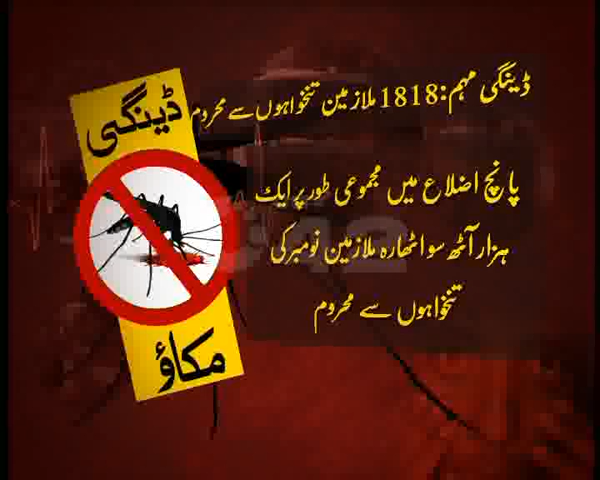 ڈینگی مہم:1818 ملازمین تنخواہوں سے محروم
پانچ اضلاع میں مجموعی طور پر ایک
ہزار آٹھ سو اٹھارہ ملازمین نومبر کی
تنخواہوں سے محروم
ڈینگی
مکاؤ